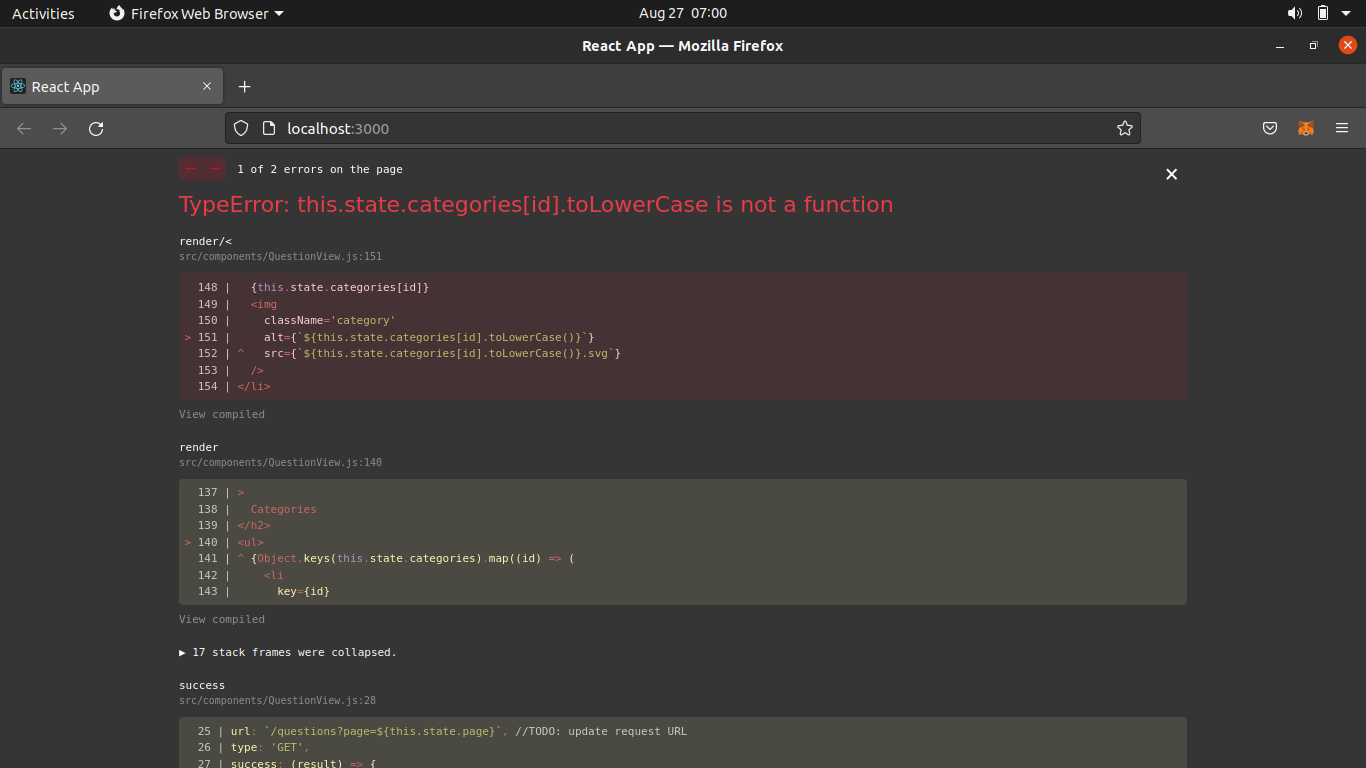 Activities Firefox Web Browser Aug 27 07:00
React App — Mozilla Firefox
React App
localhost:3000
← → 1 of 2 errors on the page
TypeError: this.state.categories[id].toLowerCase is not a function
render/<
src/components/QuestionView.js:151
148 | {this.state.categories[id]}
149 | <img
150 | className='category'
> 151 | alt={`${this.state.categories[id].toLowerCase()}`}
152 | ^ src={`${this.state.categories[id].toLowerCase()}.svg`}
153 | />
154 | </li>
View compiled
render
src/components/QuestionView.js:140
137 | >
138 | Categories
139 | </h2>
> 140 | <ul>
141 | ^ {Object.keys(this.state.categories).map((id) => (
142 | <li
143 | key={id}
View compiled
▶ 17 stack frames were collapsed.
success
src/components/QuestionView.js:28
25 | url: `/questions?page=${this.state.page}`, //TODO: update request URL
26 | type: 'GET',
27 | success: (result) => {